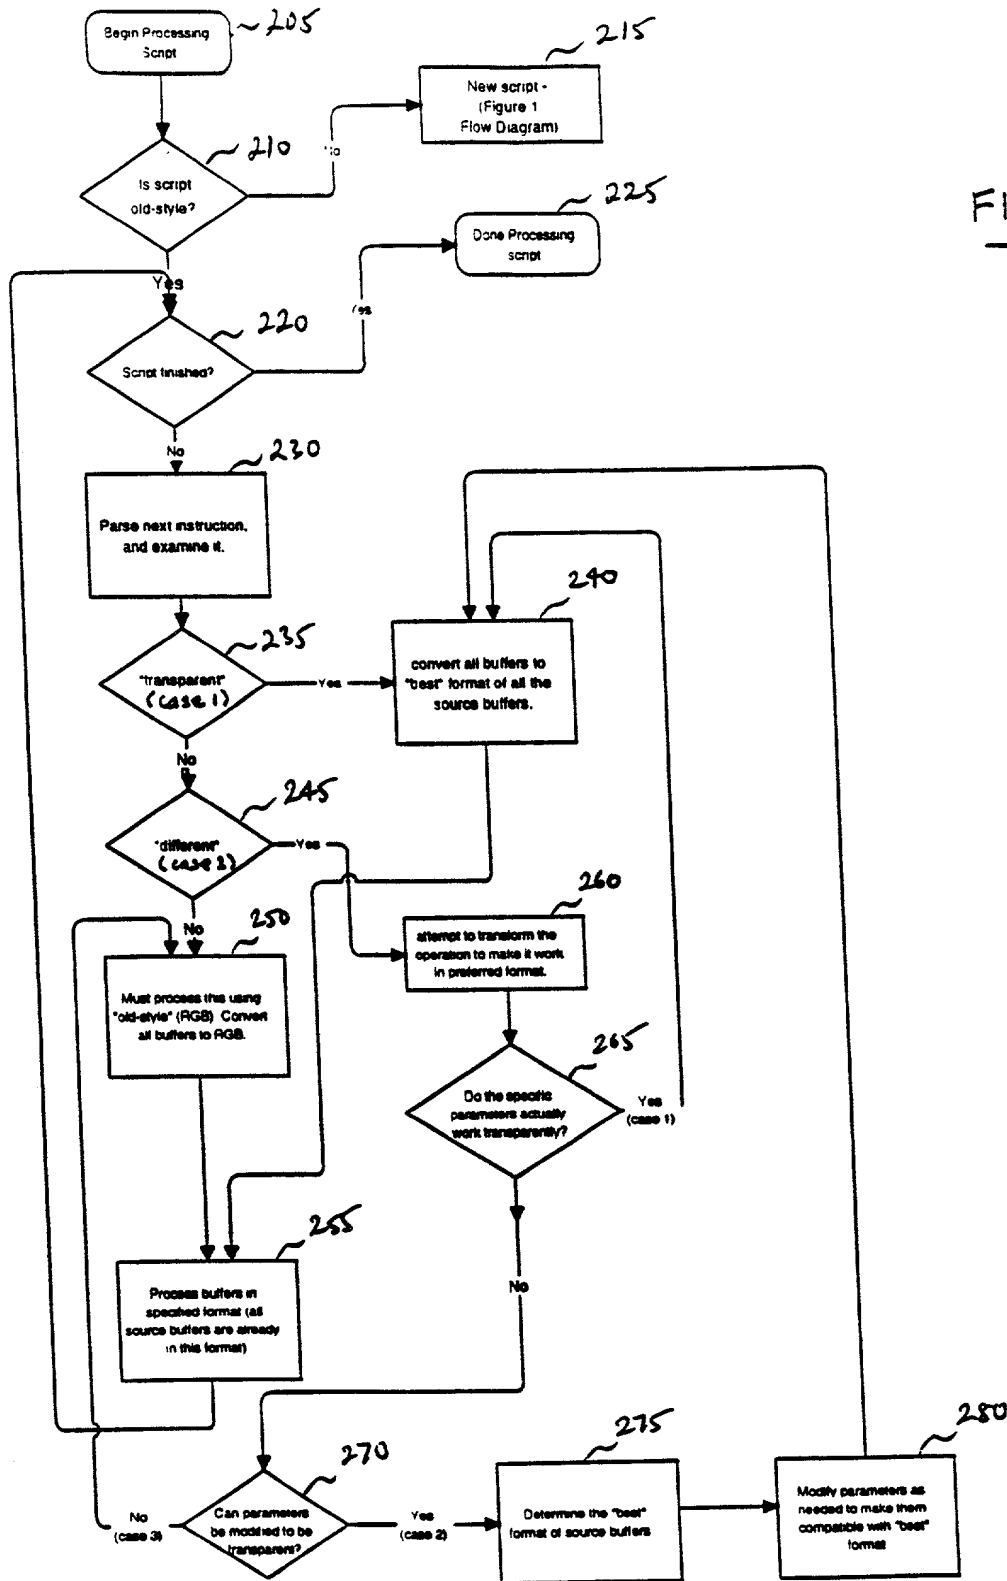 205
Begin Processing
Script
215
New script -
(Figure 1
Flow Diagram)
210
No
Is script
old-style?
225
FI
Done Processing
script
Yes
Yes
220
Script finished?
No
230
Parse next instruction,
and examine it.
240
235
convert all buffers to
"best" format of all the
source buffers.
"transparent"
(case 1)
Yes
No
245
"different"
(case 2)
Yes
260
No
250
attempt to transform the
operation to make it work
in preferred format.
Must process this using
"old-style" (RGB) Convert
all buffers to RGB.
265
Do the specific
parameters actually
work transparently?
Yes
(case 1)
255
No
Process buffers in
specified format (all
source buffers are already
in this format)
270
275
280
No
(case 3)
Can parameters
be modified to be
transparent?
Yes
(case 2)
Determine the "best"
format of source buffers
Modify parameters as
needed to make them
compatible with "best"
format